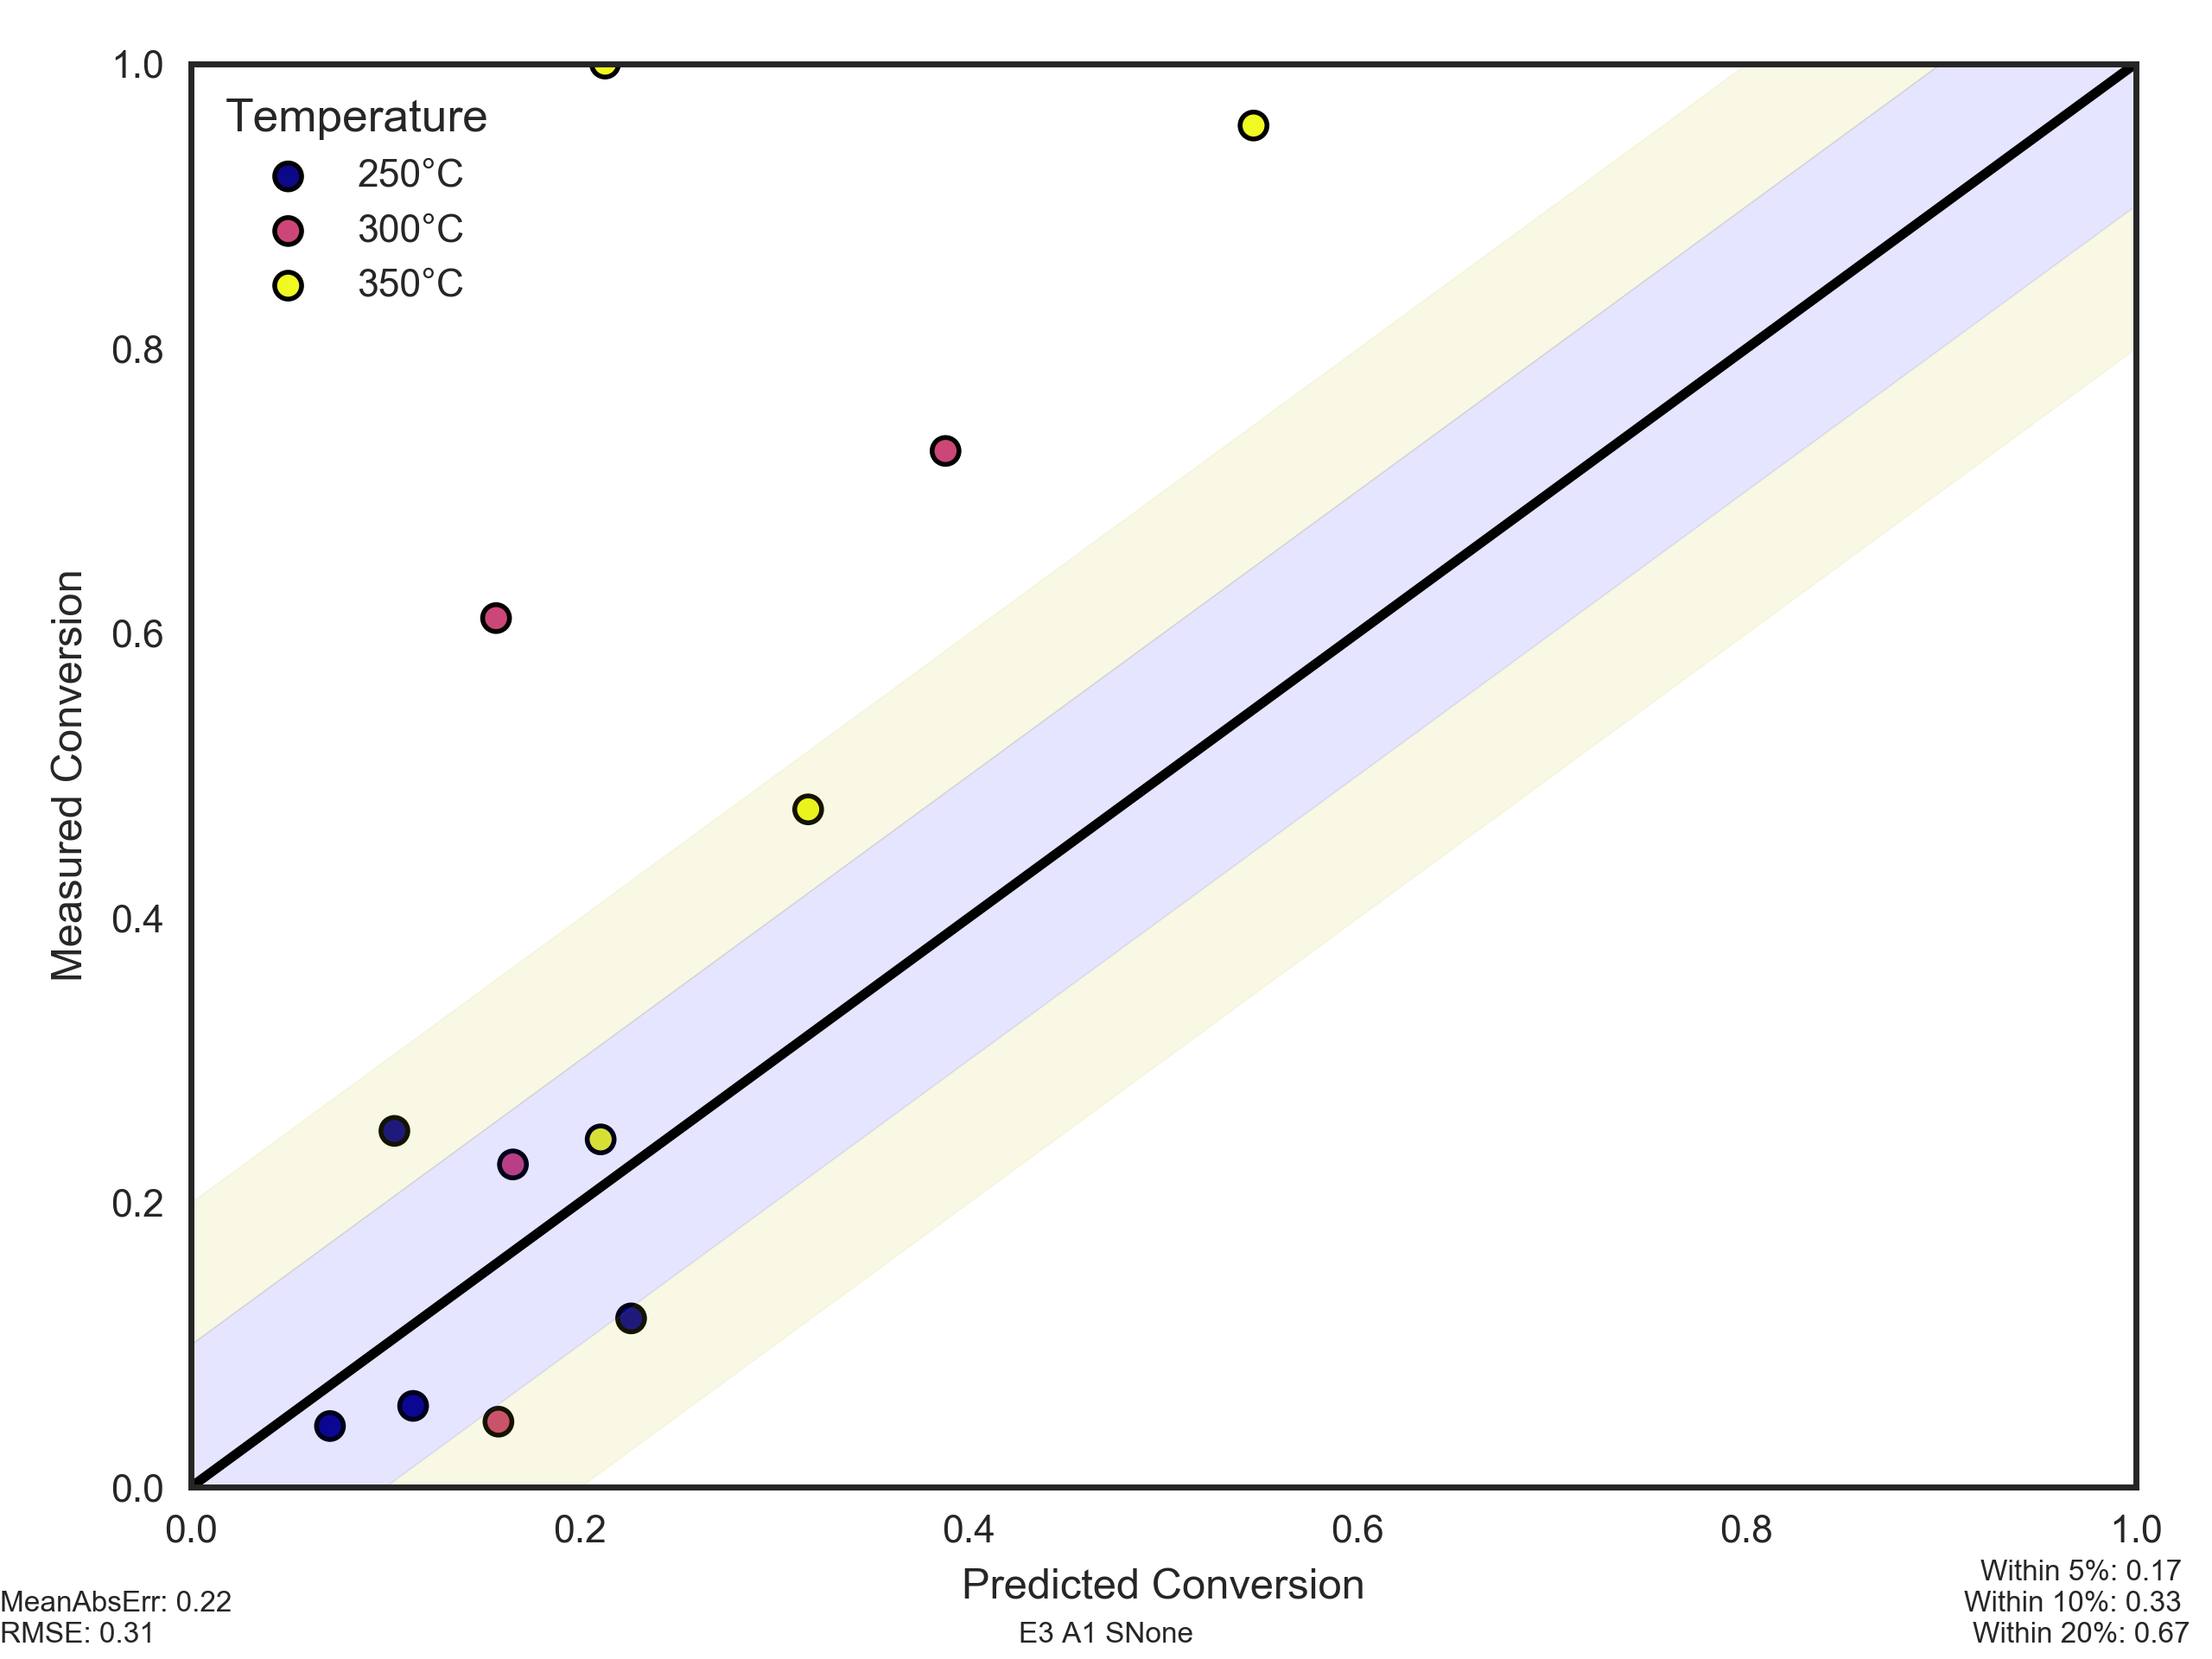 1.0
0.8
0.6
0.4
0.2
0.0
Measured Conversion
Temperature
250°C
300°C
350°C
0.0 0.2 0.4 0.6 0.8 1.0
Predicted Conversion
E3 A1 SNone
MeanAbsErr: 0.22
RMSE: 0.31
Within 5%: 0.17
Within 10%: 0.33
Within 20%: 0.67